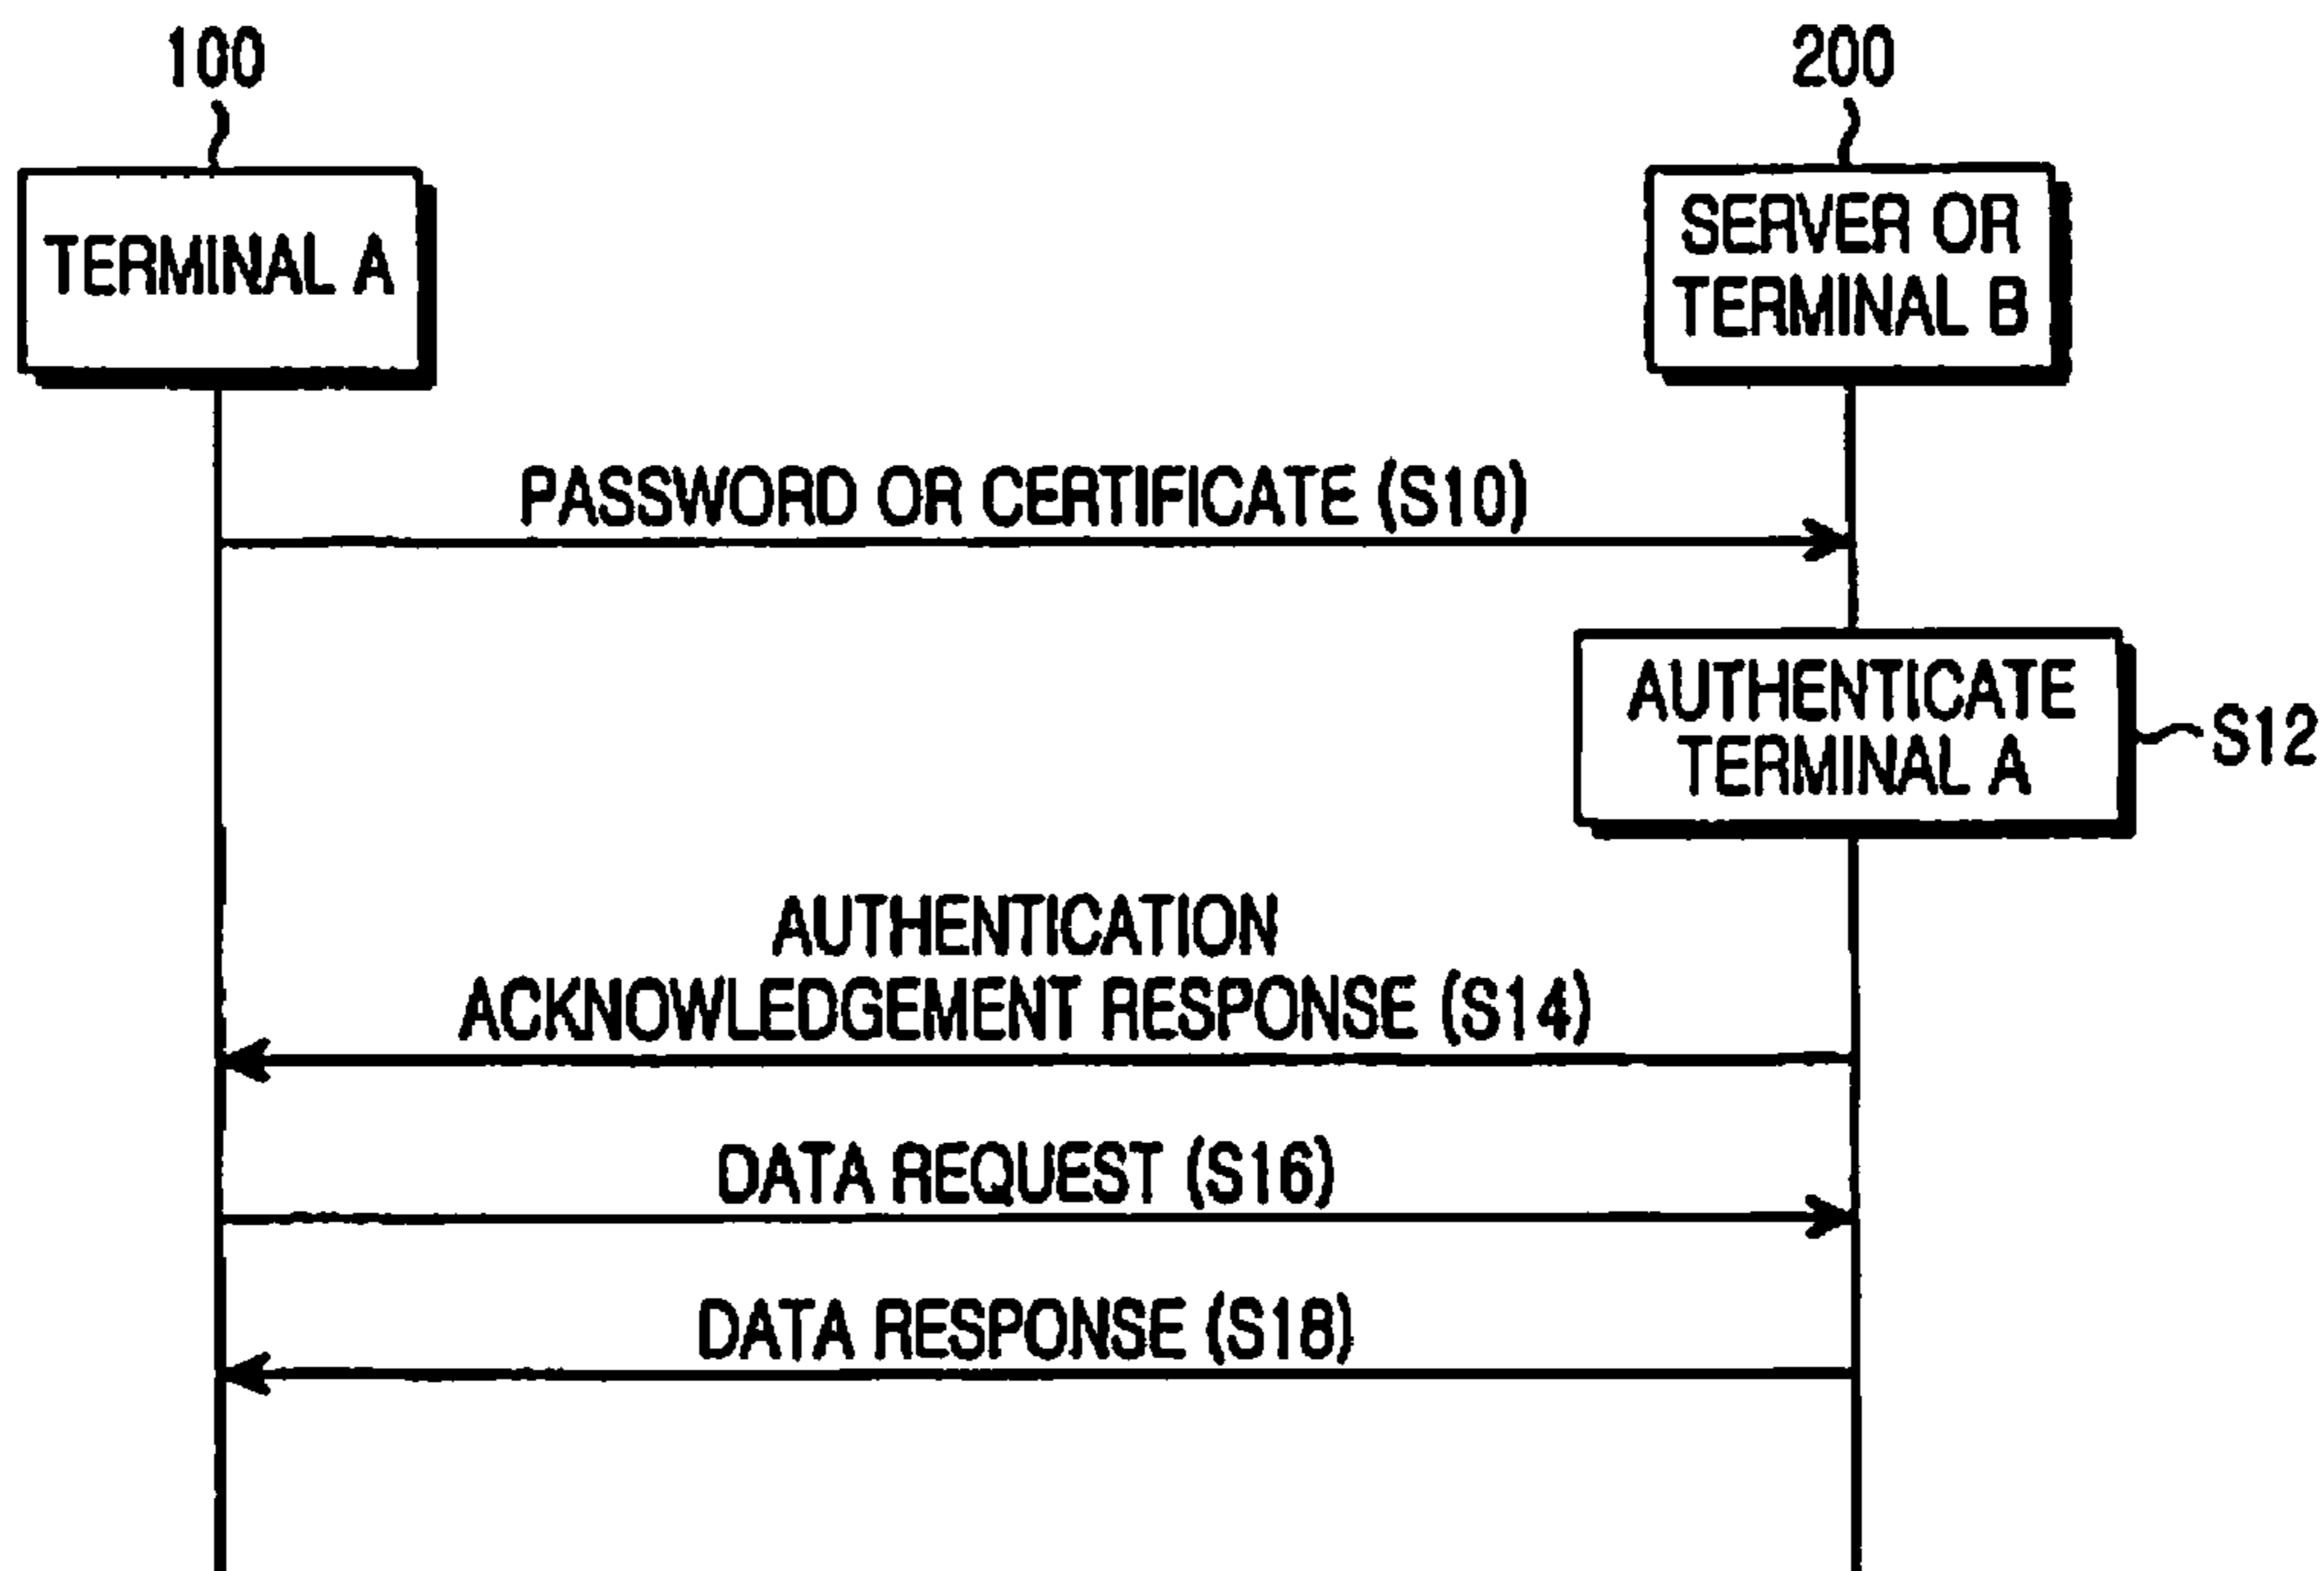 100
200
TERMINAL A
SERVER OR
TERMINAL B
PASSWORD OR CERTIFICATE (S10)
AUTHENTICATE
TERMINAL A
S12
AUTHENTICATION
ACKNOWLEDGEMENT RESPONSE (S14)
DATA REQUEST (S16)
DATA RESPONSE (S18)